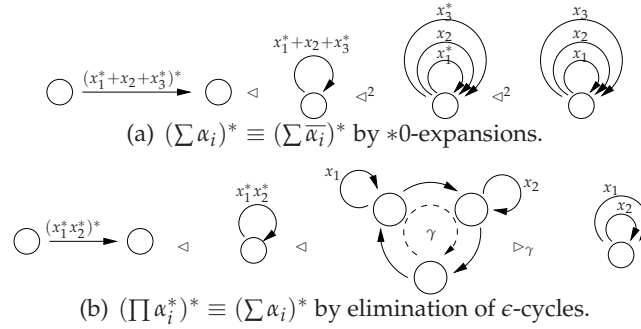 x₃* x₃
x₁*+x₂+x₃* x₂ x₂
(x₁*+x₂+x₃)* x₁* x₁
◁ ◁² ◁²
(a) (∑ αᵢ)* ≡ (∑ α̅ᵢ)* by *0-expansions.
x₁*x₂* x₁ x₂ x₁
(x₁*x₂*)* x₂
◁ ◁ γ ▷γ
(b) (∏ αᵢ*)* ≡ (∑ αᵢ)* by elimination of ϵ-cycles.